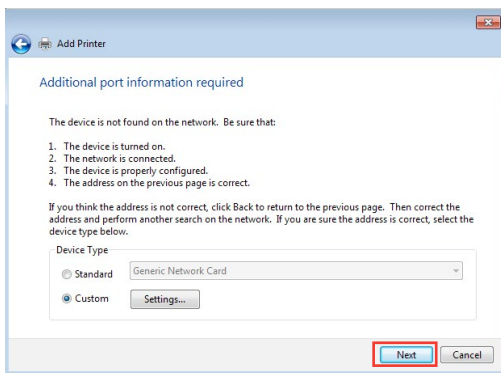 Add Printer
Additional port information required
The device is not found on the network. Be sure that:
1. The device is turned on.
2. The network is connected.
3. The device is properly configured.
4. The address on the previous page is correct.
If you think the address is not correct, click Back to return to the previous page. Then correct the
address and perform another search on the network. If you are sure the address is correct, select the
device type below.
Device Type
Standard Generic Network Card
Custom Settings...
Next Cancel